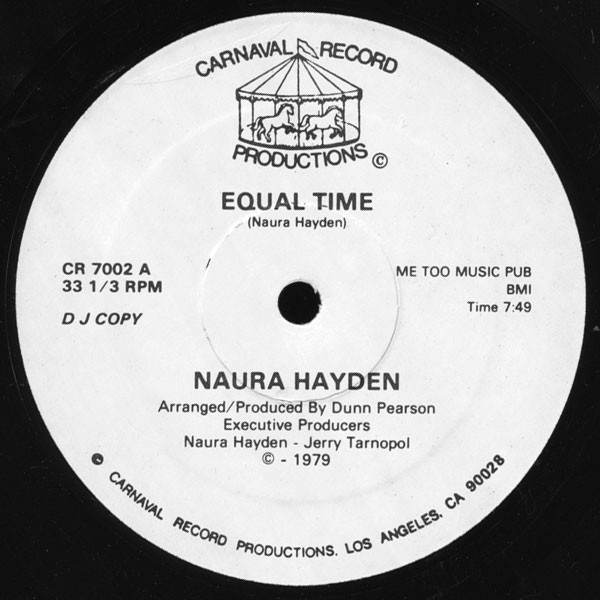 CARNAVAL RECORD
PRODUCTIONS ©
EQUAL TIME
(Naura Hayden)
CR 7002 A
33 1/3 RPM
D J COPY
ME TOO MUSIC PUB
BMI
Time 7:49
NAURA HAYDEN
Arranged/Produced By Dunn Pearson
Executive Producers
Naura Hayden - Jerry Tarnopol
© - 1979
℗ CARNAVAL RECORD PRODUCTIONS. LOS ANGELES, CA 90028